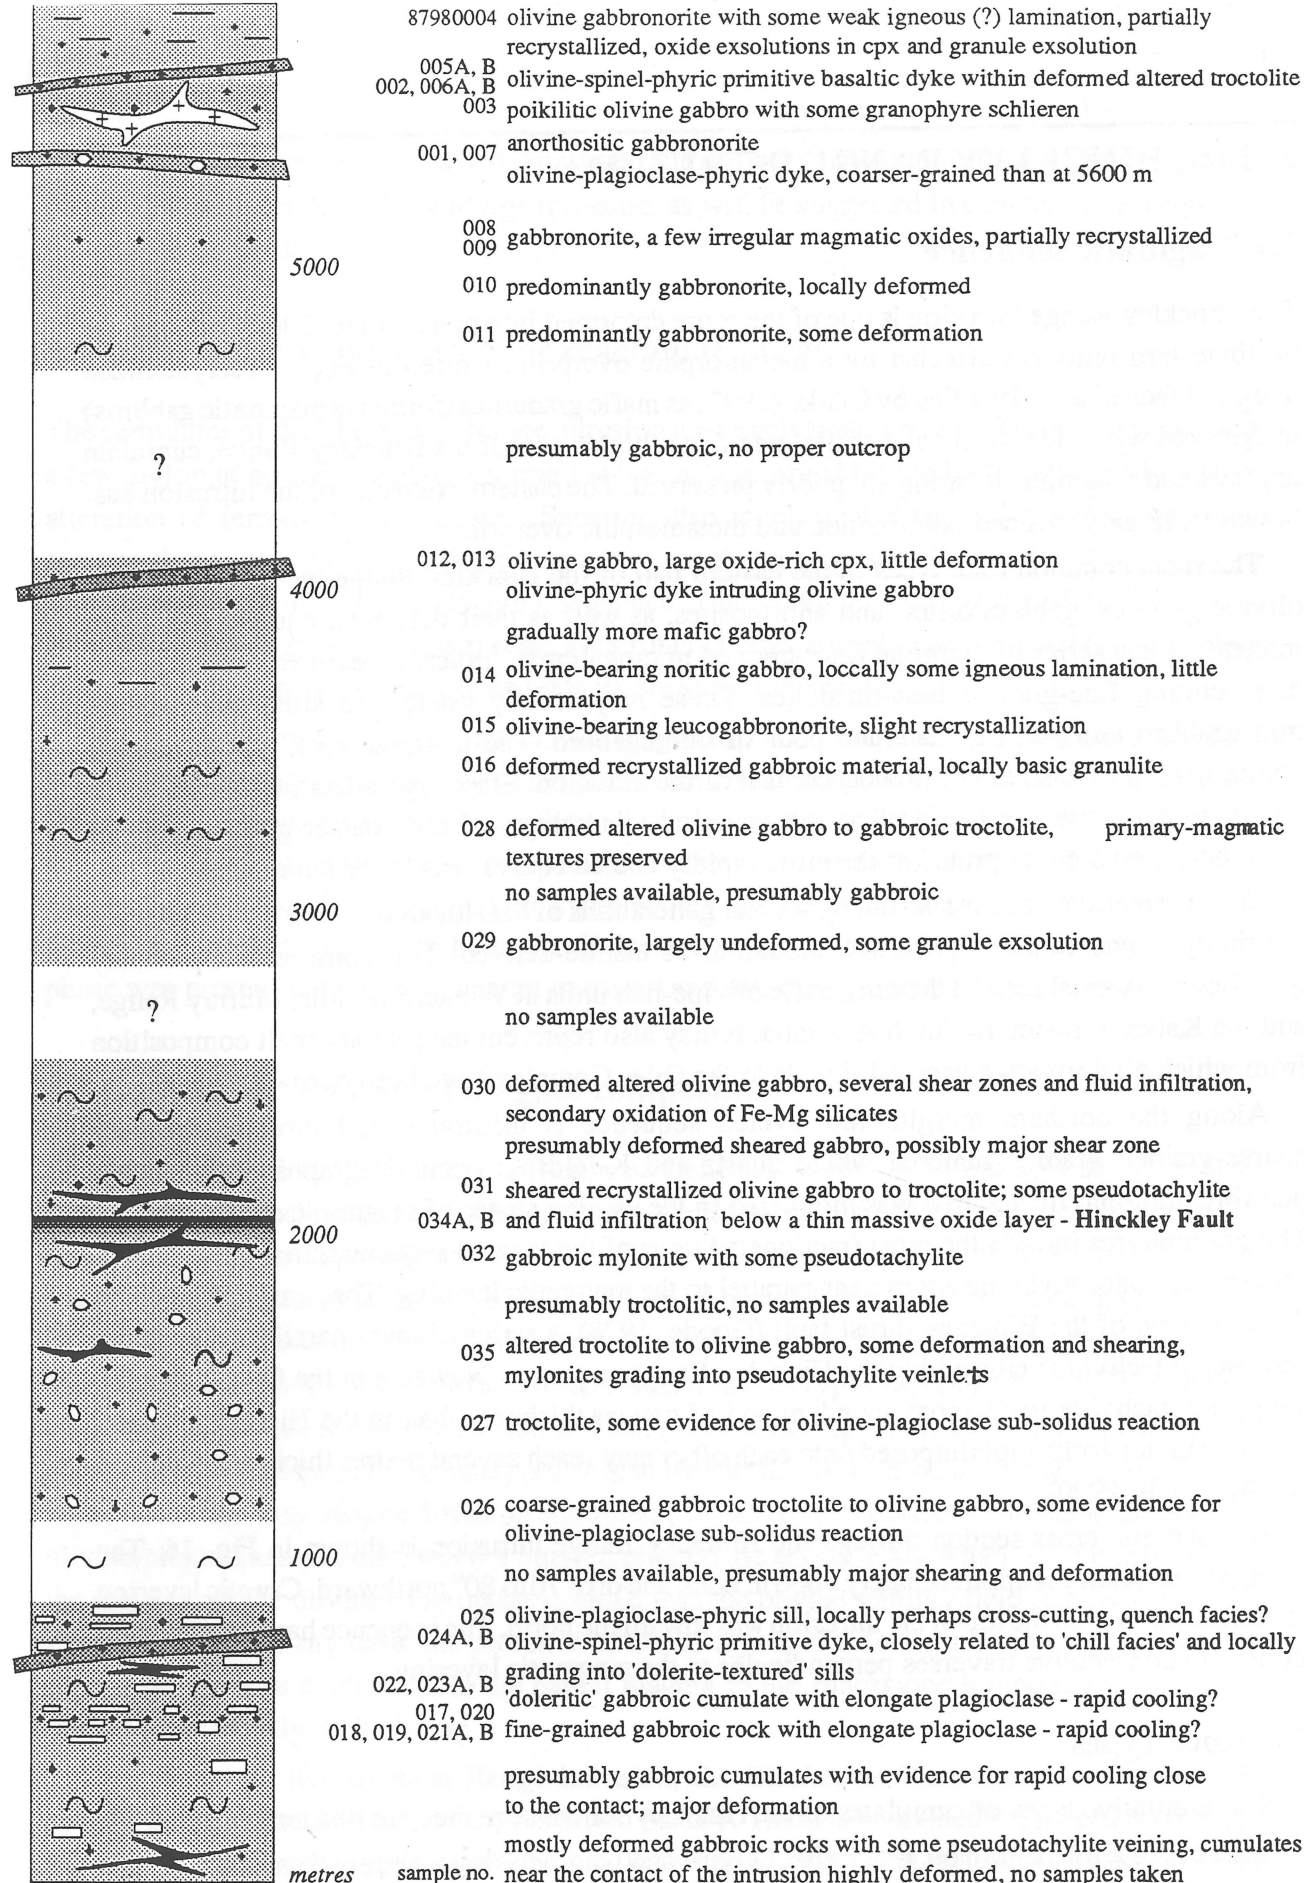 87980004 olivine gabbronorite with some weak igneous (?) lamination, partially
recrystallized, oxide exsolutions in cpx and granule exsolution
005A, B
002, 006A, B olivine-spinel-phyric primitive basaltic dyke within deformed altered troctolite
003 poikilitic olivine gabbro with some granophyre schlieren
001, 007 anorthositic gabbronorite
olivine-plagioclase-phyric dyke, coarser-grained than at 5600 m
008
009 gabbronorite, a few irregular magmatic oxides, partially recrystallized
5000
010 predominantly gabbronorite, locally deformed
011 predominantly gabbronorite, some deformation
? presumably gabbroic, no proper outcrop
012, 013 olivine gabbro, large oxide-rich cpx, little deformation
4000 olivine-phyric dyke intruding olivine gabbro
gradually more mafic gabbro?
014 olivine-bearing noritic gabbro, loccally some igneous lamination, little
deformation
015 olivine-bearing leucogabbronorite, slight recrystallization
016 deformed recrystallized gabbroic material, locally basic granulite
028 deformed altered olivine gabbro to gabbroic troctolite, primary-magmatic
textures preserved
no samples available, presumably gabbroic
3000
029 gabbronorite, largely undeformed, some granule exsolution
? no samples available
030 deformed altered olivine gabbro, several shear zones and fluid infiltration,
secondary oxidation of Fe-Mg silicates
presumably deformed sheared gabbro, possibly major shear zone
031 sheared recrystallized olivine gabbro to troctolite; some pseudotachylite
034A, B and fluid infiltration below a thin massive oxide layer - Hinckley Fault
2000
032 gabbroic mylonite with some pseudotachylite
presumably troctolitic, no samples available
035 altered troctolite to olivine gabbro, some deformation and shearing,
mylonites grading into pseudotachylite veinlets
027 troctolite, some evidence for olivine-plagioclase sub-solidus reaction
026 coarse-grained gabbroic troctolite to olivine gabbro, some evidence for
olivine-plagioclase sub-solidus reaction
1000
no samples available, presumably major shearing and deformation
025 olivine-plagioclase-phyric sill, locally perhaps cross-cutting, quench facies?
024A, B olivine-spinel-phyric primitive dyke, closely related to 'chill facies' and locally
grading into 'dolerite-textured' sills
022, 023A, B 'doleritic' gabbroic cumulate with elongate plagioclase - rapid cooling?
017, 020
018, 019, 021A, B fine-grained gabbroic rock with elongate plagioclase - rapid cooling?
presumably gabbroic cumulates with evidence for rapid cooling close
to the contact; major deformation
mostly deformed gabbroic rocks with some pseudotachylite veining, cumulates
metres sample no. near the contact of the intrusion highly deformed, no samples taken